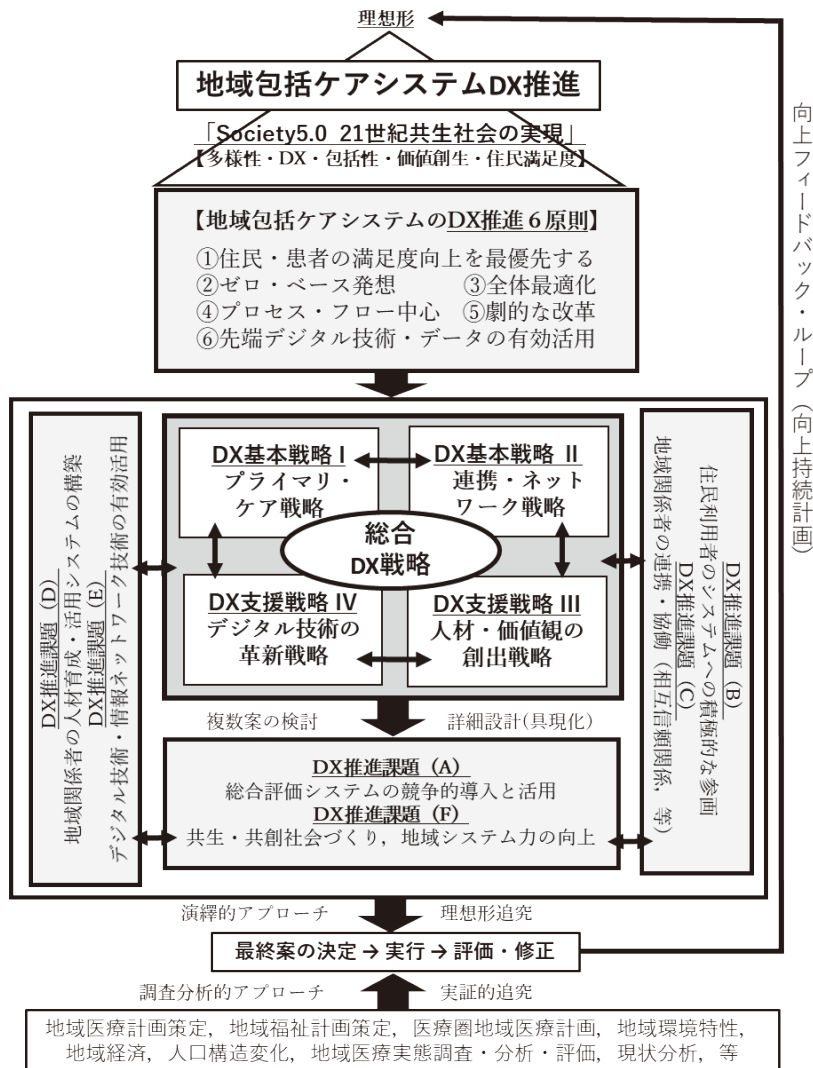 理想形
地域包括ケアシステムDX推進
「Society5.0 21世紀共生社会の実現」
【多様性・DX・包括性・価値創生・住民満足度】
【地域包括ケアシステムのDX推進６原則】
①住民・患者の満足度向上を最優先する
②ゼロ・ベース発想 ③全体最適化
④プロセス・フロー中心 ⑤劇的な改革
⑥先端デジタル技術・データの有効活用
DX推進課題（D）
地域関係者の人材育成・活用システムの構築
DX推進課題（E）
デジタル技術・情報ネットワーク技術の有効活用
DX基本戦略 I
プライマリ・
ケア戦略
DX基本戦略 II
連携・ネット
ワーク戦略
総合
DX戦略
DX支援戦略 IV
デジタル技術の
革新戦略
DX支援戦略 III
人材・価値観の
創出戦略
DX推進課題（B）
住民利用者のシステムへの積極的な参画
DX推進課題（C）
地域関係者の連携・協働（相互信頼関係，等）
複数案の検討 詳細設計(具現化)
DX推進課題（A）
総合評価システムの競争的導入と活用
DX推進課題（F）
共生・共創社会づくり，地域システム力の向上
演繹的アプローチ 理想形追究
最終案の決定 → 実行 → 評価・修正
調査分析的アプローチ 実証的追究
地域医療計画策定，地域福祉計画策定，医療圏地域医療計画，地域環境特性，
地域経済，人口構造変化，地域医療実態調査・分析・評価，現状分析，等
向上フィードバック・ループ（向上持続計画）